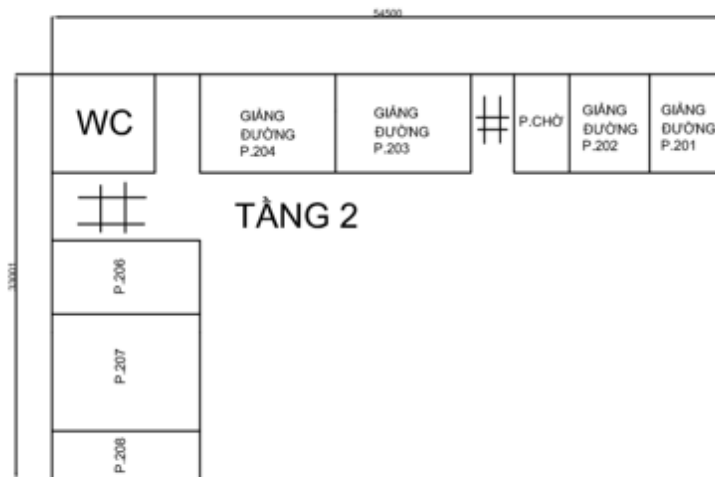 54500
WC
GIẢNG
ĐƯỜNG
P.204
GIẢNG
ĐƯỜNG
P.203
P.CHỜ
GIẢNG
ĐƯỜNG
P.202
GIẢNG
ĐƯỜNG
P.201
TẦNG 2
33001
P.206
P.207
P.208